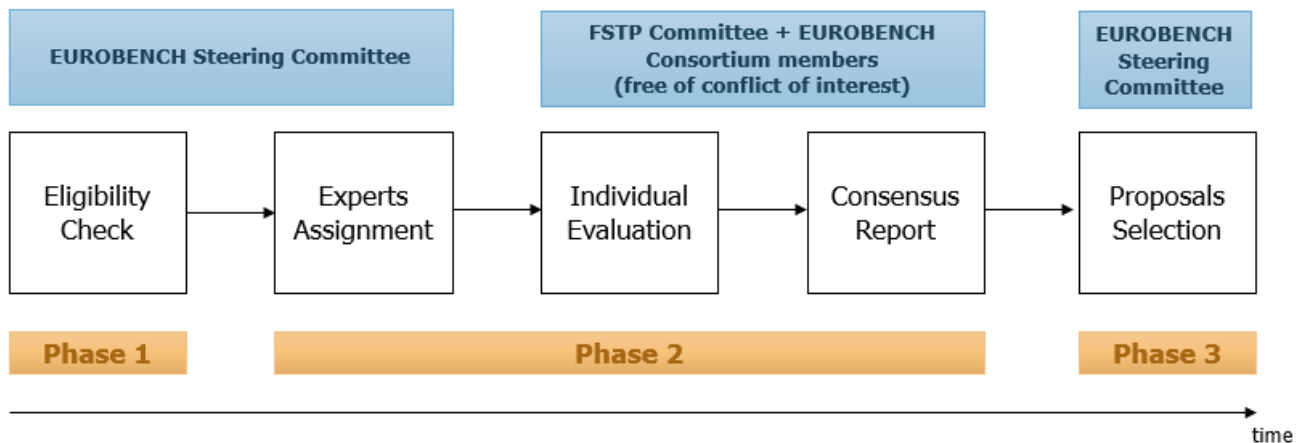 EUROBENCH Steering Committee
FSTP Committee + EUROBENCH
Consortium members
(free of conflict of interest)
EUROBENCH
Steering
Committee
Eligibility
Check
Experts
Assignment
Individual
Evaluation
Consensus
Report
Proposals
Selection
Phase 1
Phase 2
Phase 3
time